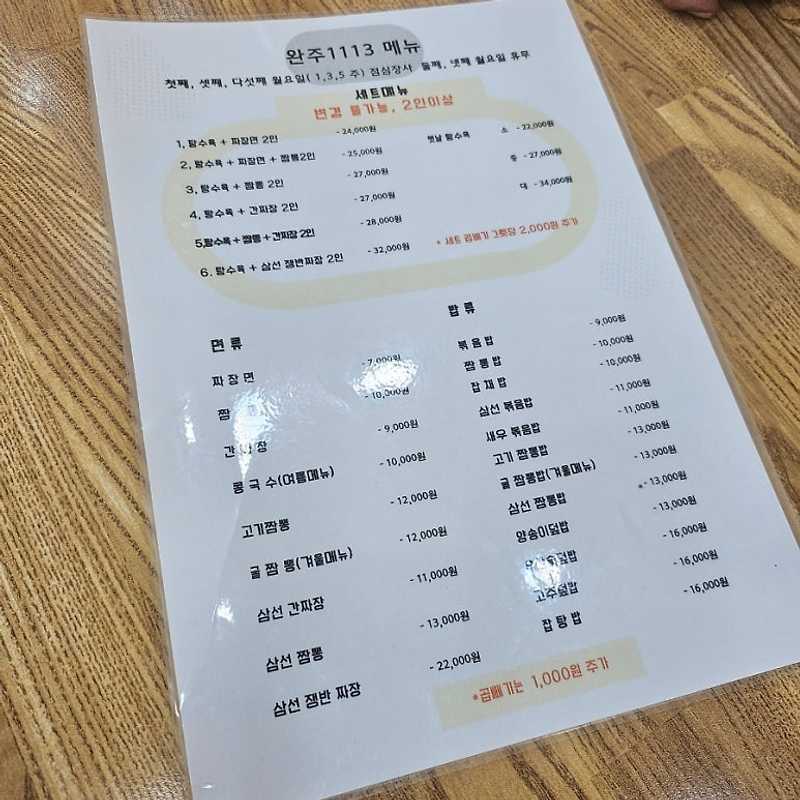 완주1113 메뉴
첫째, 셋째, 다섯째 월요일( 1,3,5 주) 점심장사 둘째, 넷째 월요일 휴무
세트메뉴
변경 불가능, 2인이상
1, 탕수육 + 짜장면 2인 - 24,000원
2, 탕수육 + 짜장면 + 짬뽕2인 - 25,000원
3, 탕수육 + 짬뽕 2인 - 27,000원
4, 탕수육 + 간짜장 2인 - 27,000원
5,탕수육+짬뽕+간짜장 2인 - 28,000원
6. 탕수육 + 삼선 쟁반짜장 2인 - 32,000원
옛날 탕수육 소 - 22,000원
중 - 27,000원
대 - 34,000원
* 세트 곱빼기 그릇당 2,000원 추가
면 류
짜 장 면 - 7,000원
짬 - 10,000원
간 장 - 9,000원
콩 국 수(여름메뉴) - 10,000원
고기짬뽕 - 12,000원
굴 짬 뽕(겨울메뉴) - 12,000원
삼선 간짜장 - 11,000원
삼선 짬뽕 - 13,000원
삼선 쟁반 짜장 - 22,000원
밥 류
볶 음 밥 - 9,000원
짬 뽕 밥 - 10,000원
잡 채 밥 - 10,000원
삼선 볶음밥 - 11,000원
새우 볶음밥 - 11,000원
고기 짬뽕밥 - 13,000원
굴 짬뽕밥(겨울메뉴) - 13,000원
삼선 짬뽕밥 - 13,000원
양송이덮밥 - 13,000원
덮밥 - 16,000원
고추덮밥 - 16,000원
잡 탕 밥 - 16,000원
*곱빼기는 1,000원 추가